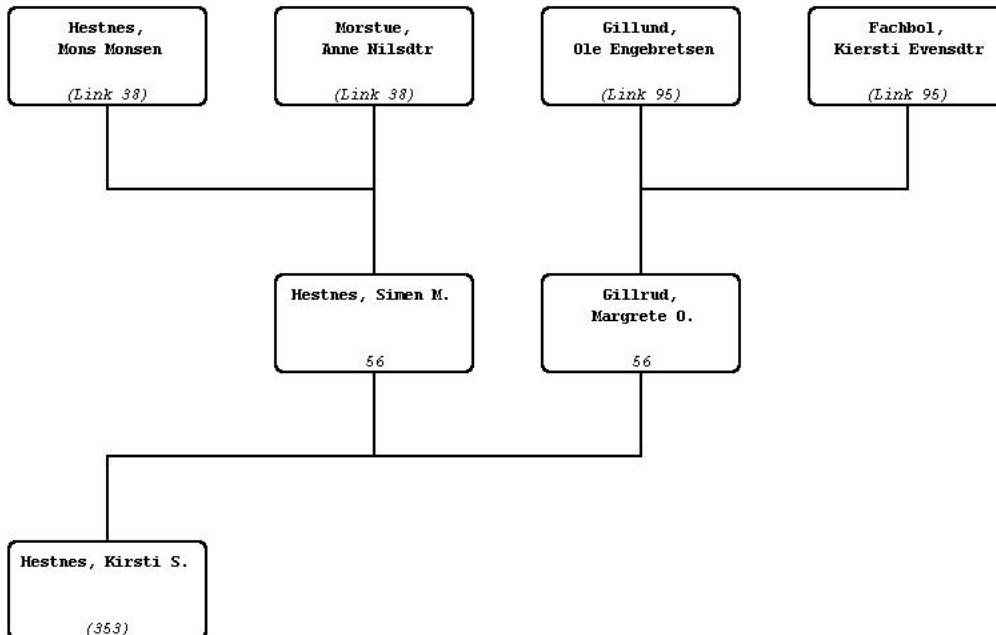 Hestnes,
Mons Monsen
(Link 38)
Morstue,
Anne Nilsdtr
(Link 38)
Gillund,
Ole Engebretsen
(Link 95)
Fachbol,
Kiersti Evensdtr
(Link 95)
Hestnes, Simen M.
56
Gillrud,
Margrete O.
56
Hestnes, Kirsti S.
(353)